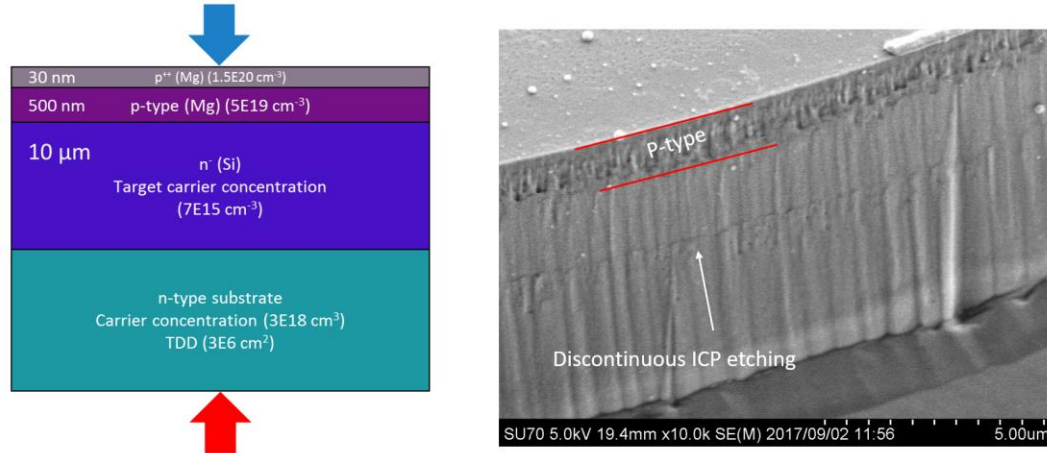 30 nm p⁺⁺ (Mg) (1.5E20 cm⁻³)
500 nm p-type (Mg) (5E19 cm⁻³)
10 μm
n⁻ (Si)
Target carrier concentration
(7E15 cm⁻³)
n-type substrate
Carrier concentration (3E18 cm³)
TDD (3E6 cm²)
P-type
Discontinuous ICP etching
SU70 5.0kV 19.4mm x10.0k SE(M) 2017/09/02 11:56 5.00um